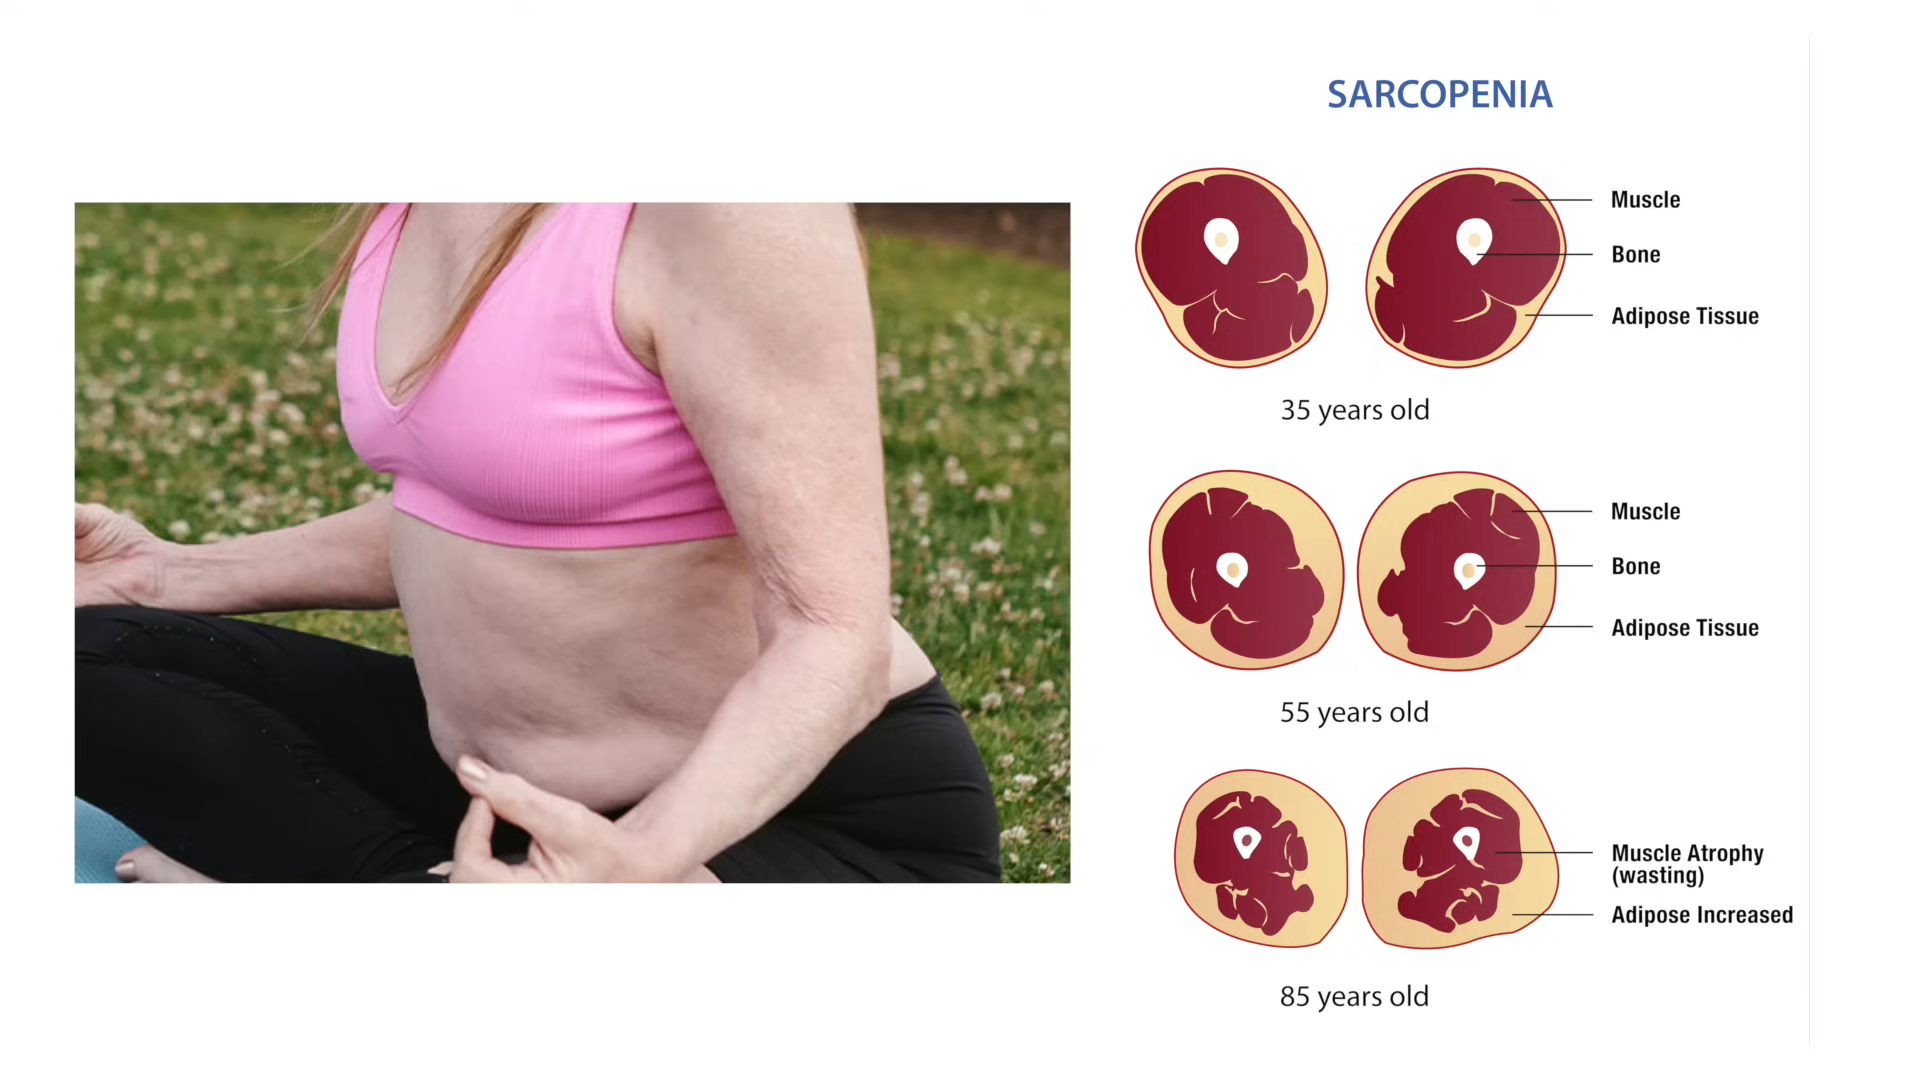 SARCOPENIA
Muscle
Bone
Adipose Tissue
35 years old
Muscle
Bone
Adipose Tissue
55 years old
Muscle Atrophy
(wasting)
Adipose Increased
85 years old